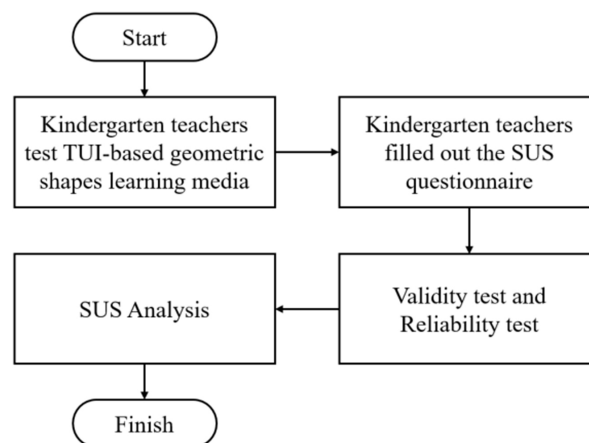 Start
Kindergarten teachers
test TUI-based geometric
shapes learning media
Kindergarten teachers
filled out the SUS
questionnaire
Validity test and
Reliability test
SUS Analysis
Finish